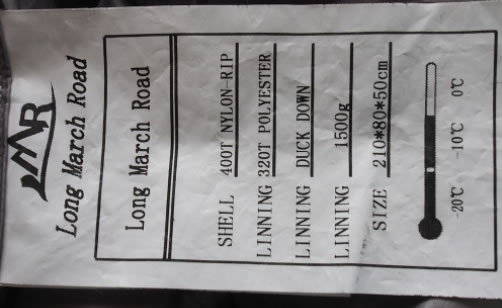 LMR
Long March Road
Long March Road
SHELL 400T NYLON-RIP
LINNING 320T POLYESTER
LINNING DUCK DOWN
LINNING 1500g
SIZE 210*80*50cm
-20℃ -10℃ 0℃